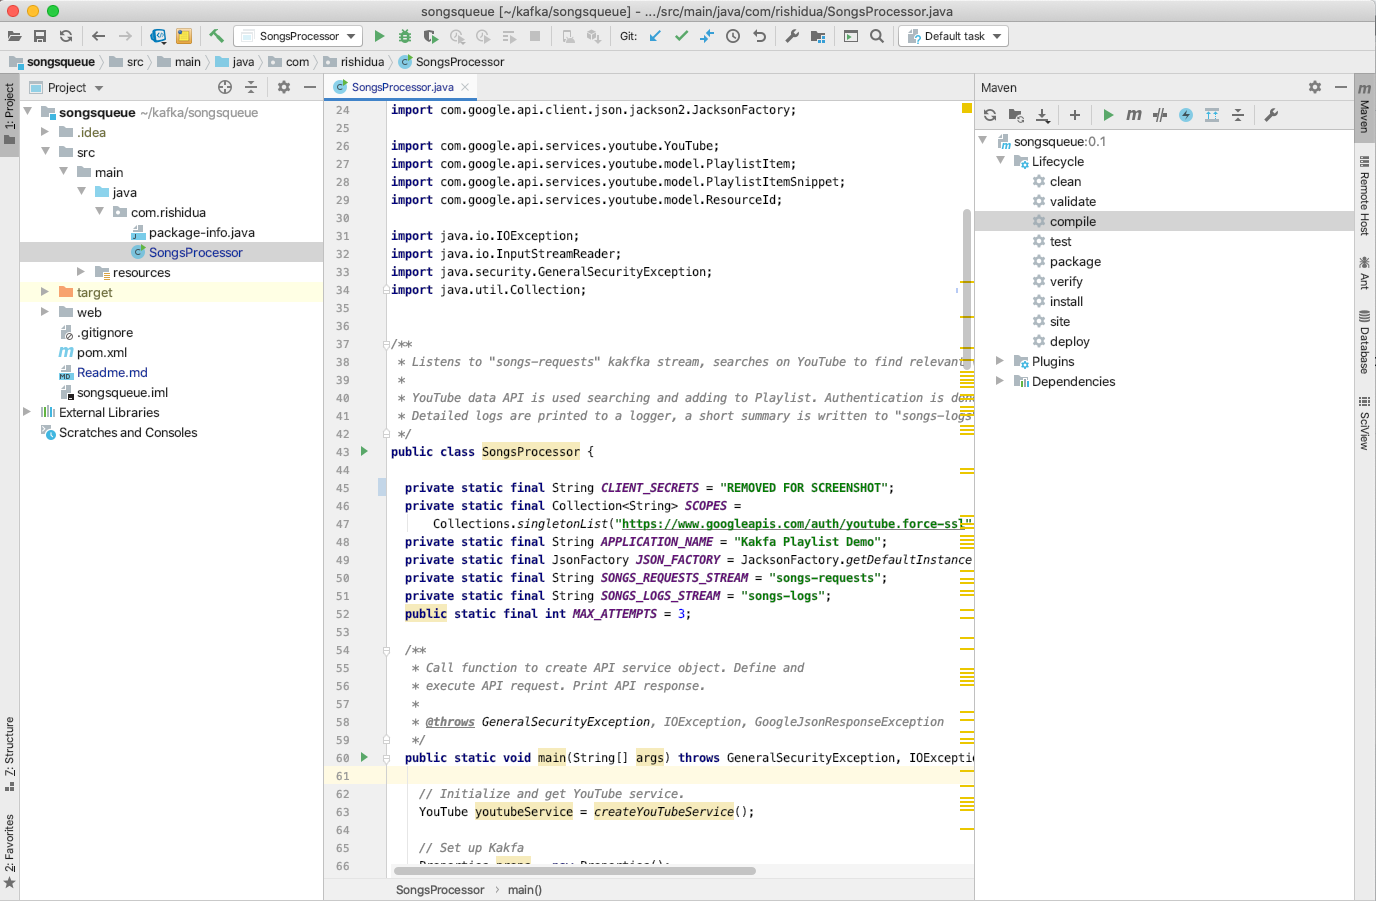 songsqueue [~/kafka/songsqueue] - .../src/main/java/com/rishidua/SongsProcessor.java
SongsProcessor
Git:
Default task
songsqueue
src
main
java
com
rishidua
SongsProcessor
1: Project
Z: Structure
2: Favorites
Project
songsqueue ~/kafka/songsqueue
.idea
src
main
java
com.rishidua
package-info.java
SongsProcessor
resources
target
web
.gitignore
pom.xml
Readme.md
songsqueue.iml
External Libraries
Scratches and Consoles
SongsProcessor.java
24 import com.google.api.client.json.jackson2.JacksonFactory;
25
26 import com.google.api.services.youtube.YouTube;
27 import com.google.api.services.youtube.model.PlaylistItem;
28 import com.google.api.services.youtube.model.PlaylistItemSnippet;
29 import com.google.api.services.youtube.model.ResourceId;
30
31 import java.io.IOException;
32 import java.io.InputStreamReader;
33 import java.security.GeneralSecurityException;
34 import java.util.Collection;
35
36
37 /**
38 * Listens to "songs-requests" kakfka stream, searches on YouTube to find relevant
39 *
40 * YouTube data API is used searching and adding to Playlist. Authentication is don
41 * Detailed logs are printed to a logger, a short summary is written to "songs-logs"
42 */
43 public class SongsProcessor {
44
45 private static final String CLIENT_SECRETS = "REMOVED FOR SCREENSHOT";
46 private static final Collection<String> SCOPES =
47 Collections.singletonList("https://www.googleapis.com/auth/youtube.force-ssl"
48 private static final String APPLICATION_NAME = "Kakfa Playlist Demo";
49 private static final JsonFactory JSON_FACTORY = JacksonFactory.getDefaultInstance
50 private static final String SONGS_REQUESTS_STREAM = "songs-requests";
51 private static final String SONGS_LOGS_STREAM = "songs-logs";
52 public static final int MAX_ATTEMPTS = 3;
53
54 /**
55 * Call function to create API service object. Define and
56 * execute API request. Print API response.
57 *
58 * @throws GeneralSecurityException, IOException, GoogleJsonResponseException
59 */
60 public static void main(String[] args) throws GeneralSecurityException, IOExcepti
61
62 // Initialize and get YouTube service.
63 YouTube youtubeService = createYouTubeService();
64
65 // Set up Kakfa
66 Properties props = new Properties();
SongsProcessor
main()
Maven
songsqueue:0.1
Lifecycle
clean
validate
compile
test
package
verify
install
site
deploy
Plugins
Dependencies
Maven
Remote Host
Ant
Database
SciView